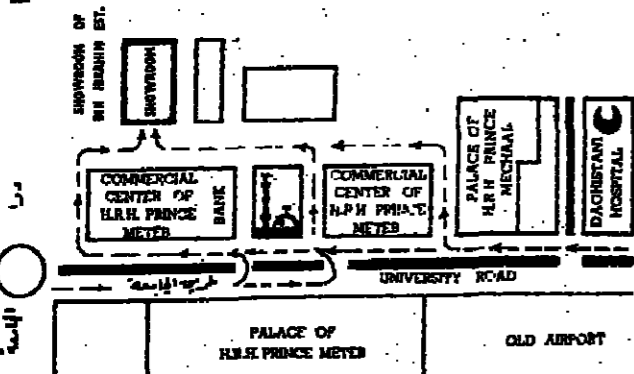 SHOWROOM OF
BIN IBRAHIM EST.
SHOWROOM
COMMERCIAL
CENTER OF
H.R.H. PRINCE
METEB
BANK
COMMERCIAL
CENTER OF
H.R.H PRINCE
METEB
PALACE OF
H.R.H PRINCE
MECHAAL
DAGHISTANI
HOSPITAL
UNIVERSITY ROAD
PALACE OF
H.R.H. PRINCE METEB
OLD AIRPORT